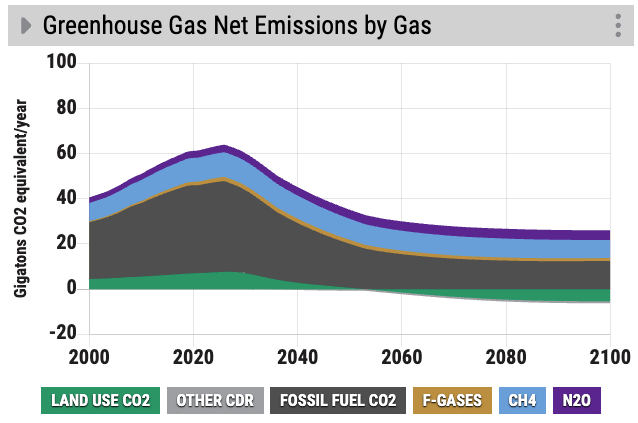 Greenhouse Gas Net Emissions by Gas
Gigatons CO2 equivalent/year
100
80
60
40
20
0
-20
2000 2020 2040 2060 2080 2100
LAND USE CO2 OTHER CDR FOSSIL FUEL CO2 F-GASES CH4 N2O